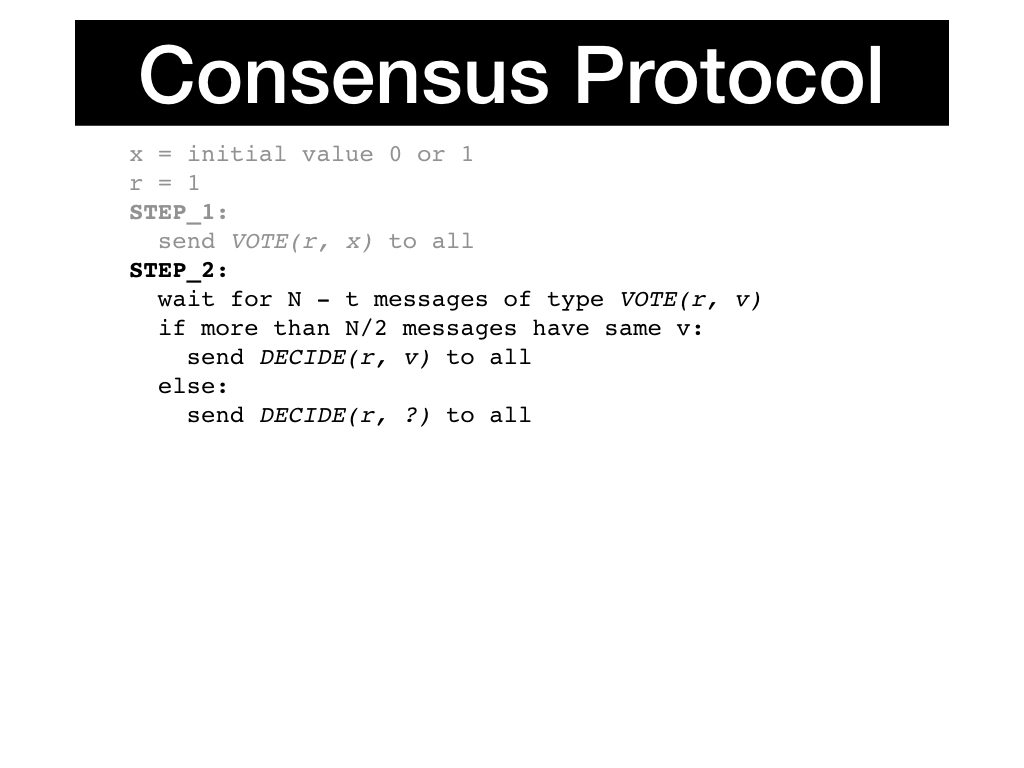 Consensus Protocol
x = initial value 0 or 1
r = 1
STEP_1:
send VOTE(r, x) to all
STEP_2:
wait for N - t messages of type VOTE(r, v)
if more than N/2 messages have same v:
send DECIDE(r, v) to all
else:
send DECIDE(r, ?) to all